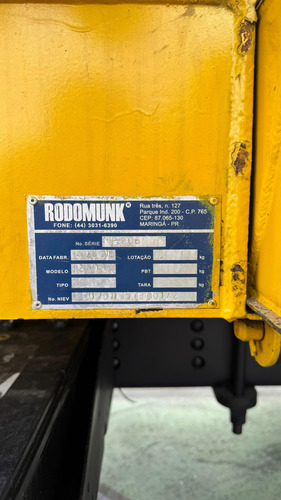 RODOMUNK®
FONE: (44) 3031-6390
Rua três, n. 127
Parque Ind. 200 - C.P. 765
CEP: 87.065-130
MARINGÁ - PR
No. SÉRIE
DATA FABR. LOTAÇÃO kg
MODELO PBT kg
TIPO TARA kg
No. NIEV